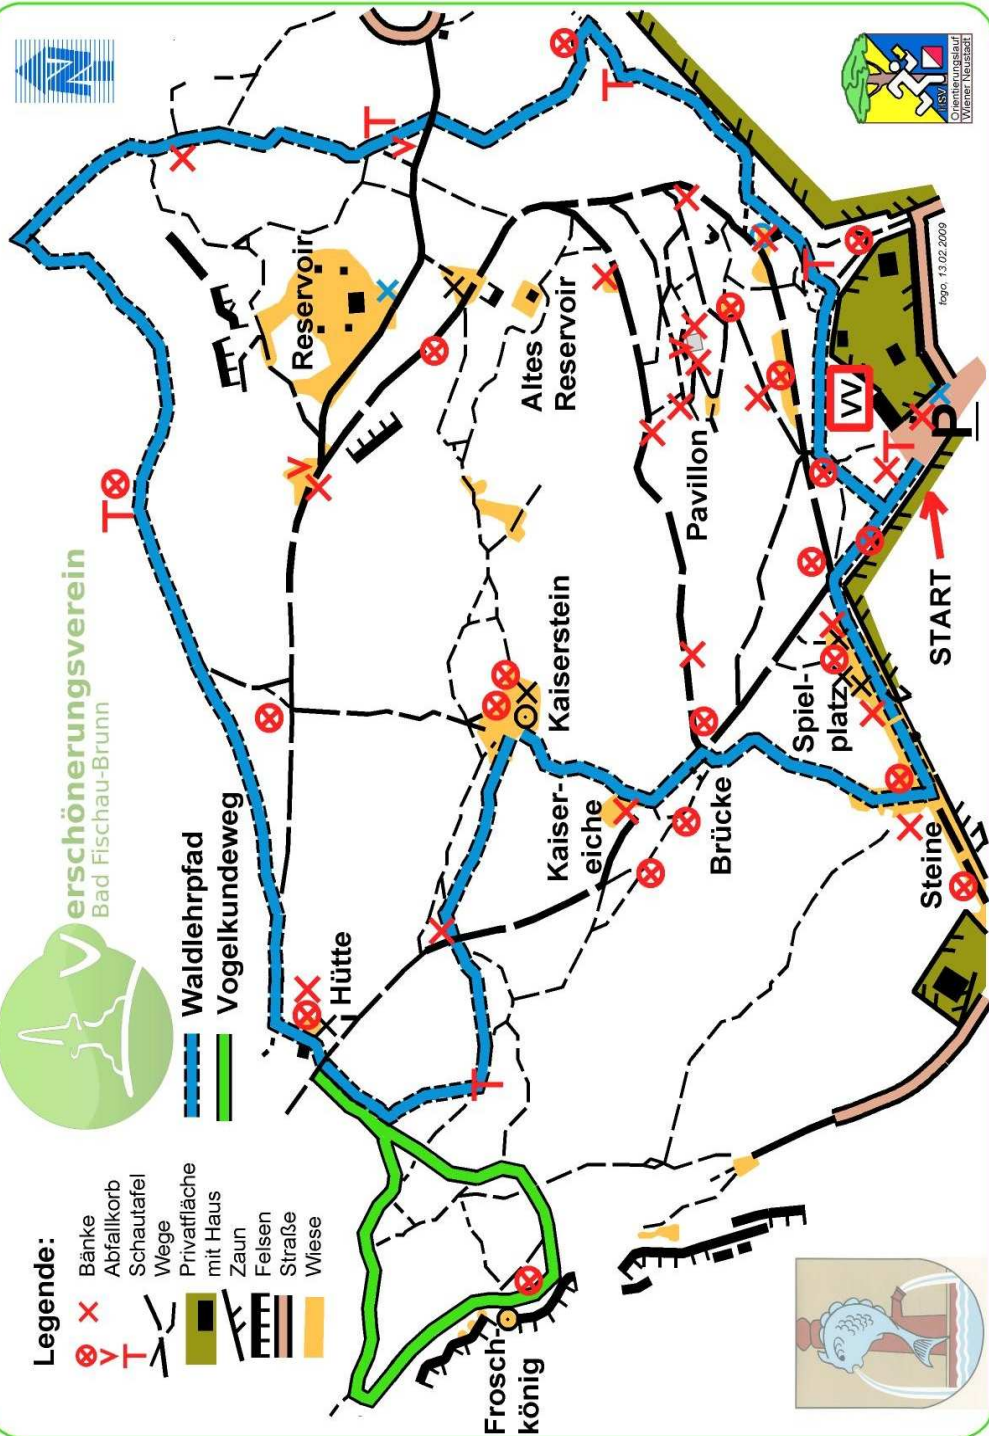 Verschönerungsverein
Bad Fischau-Brunn
Waldlehrpfad
Vogelkundeweg
Legende:
Bänke
V Abfallkorb
T Schautafel
Wege
Privatfläche
mit Haus
Zaun
Felsen
Straße
Wiese
N
HSV
Orientierungslauf
Wiener Neustadt
Hütte
Reservoir
Altes
Reservoir
Kaiserstein
Kaiser-
eiche
Brücke
Pavillon
Spiel-
platz
Steine
Frosch-
könig
START
P
VV
T
T
V
T
V
T
T
T
fogo, 13.02.2009